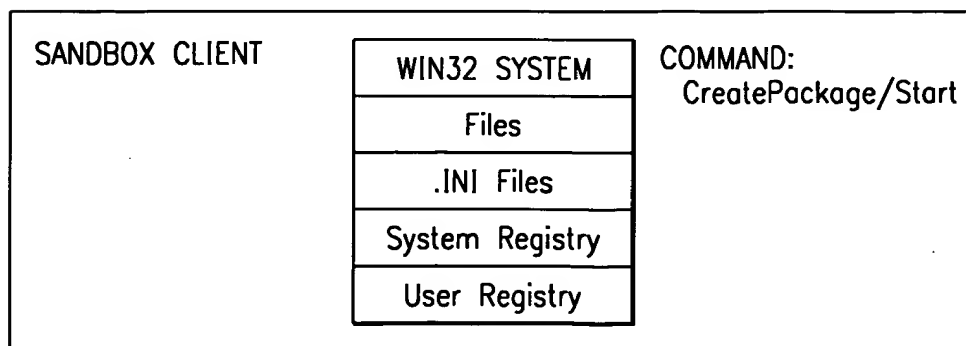 SANDBOX CLIENT
WIN32 SYSTEM
Files
.INI Files
System Registry
User Registry
COMMAND:
CreatePackage/Start